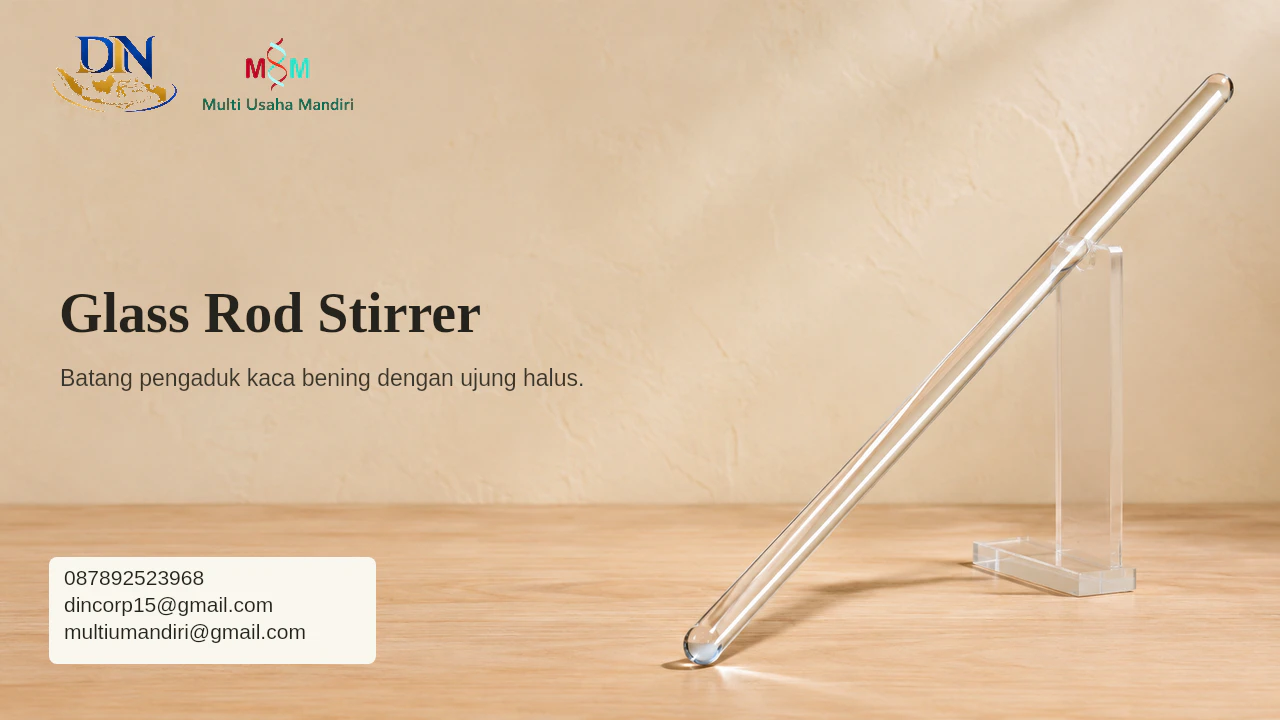 DN
MSM
Multi Usaha Mandiri
Glass Rod Stirrer
Batang pengaduk kaca bening dengan ujung halus.
087892523968
dincorp15@gmail.com
multiumandiri@gmail.com